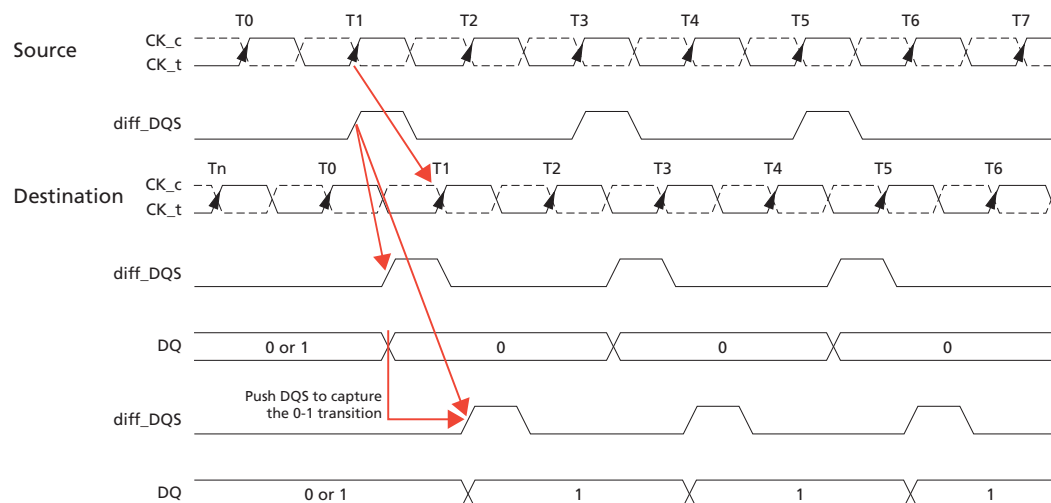 T0 T1 T2 T3 T4 T5 T6 T7
Source
CK_c
CK_t
diff_DQS
Tn T0 T1 T2 T3 T4 T5 T6
Destination
CK_c
CK_t
diff_DQS
DQ 0 or 1 0 0 0
Push DQS to capture
the 0-1 transition
diff_DQS
DQ 0 or 1 1 1 1